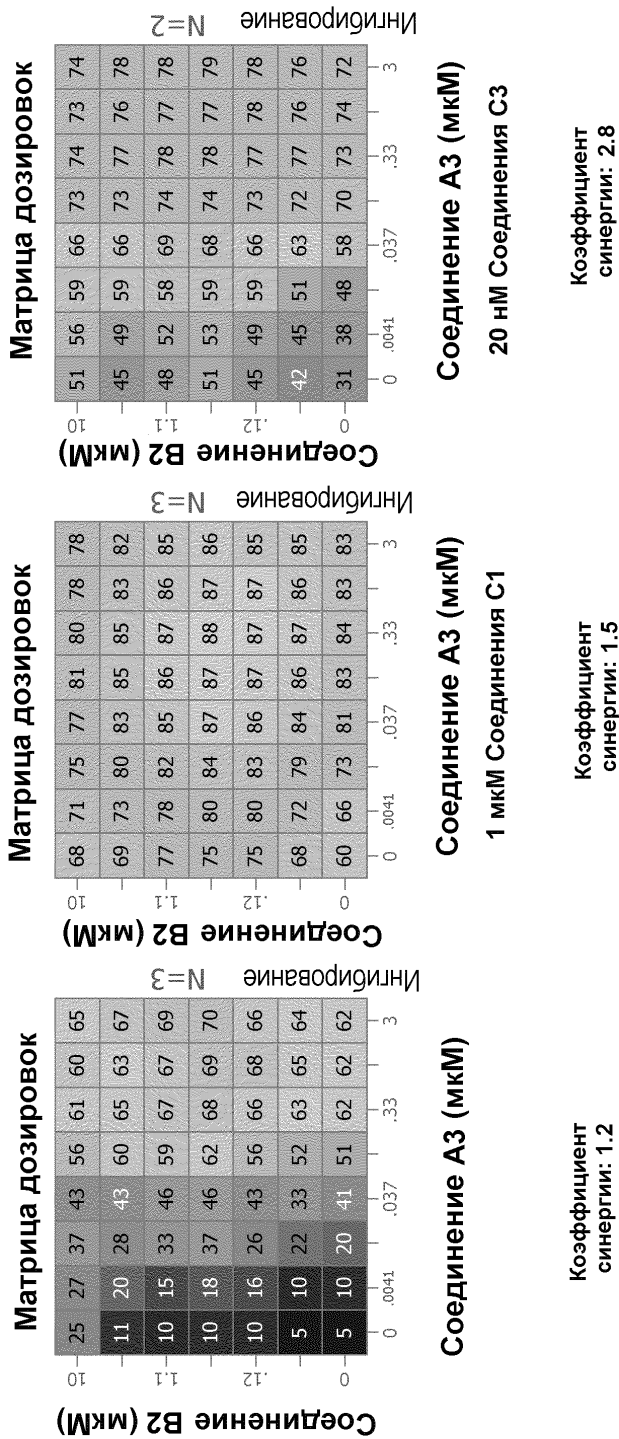 Матрица дозировок
N=3
Соединение B2 (мкМ)
10 25 27 37 43 56 61 60 65
11 20 28 43 60 65 63 67
1.1 10 15 33 46 59 67 67 69
10 18 37 46 62 68 69 70
.12 10 16 26 43 56 66 68 66
5 10 22 33 52 63 65 64
0 5 10 20 41 51 62 62 62
0 .0041 .037 .33 3
Ингибирование
Соединение A3 (мкМ)
Коэффициент
синергии: 1.2
Матрица дозировок
N=3
Соединение B2 (мкМ)
10 68 71 75 77 81 80 78 78
69 73 80 83 85 85 83 82
1.1 77 78 82 85 86 87 86 85
75 80 84 87 87 88 87 86
.12 75 80 83 86 87 87 87 85
68 72 79 84 86 87 86 85
0 60 66 73 81 83 84 83 83
0 .0041 .037 .33 3
Ингибирование
Соединение A3 (мкМ)
1 мкМ Соединения C1
Коэффициент
синергии: 1.5
Матрица дозировок
N=2
Соединение B2 (мкМ)
10 51 56 59 66 73 74 73 74
45 49 59 66 73 77 76 78
1.1 48 52 58 69 74 78 77 78
51 53 59 68 74 78 77 79
.12 45 49 59 66 73 77 78 78
42 45 51 63 72 77 76 76
0 31 38 48 58 70 73 74 72
0 .0041 .037 .33 3
Ингибирование
Соединение A3 (мкМ)
20 нМ Соединения C3
Коэффициент
синергии: 2.8